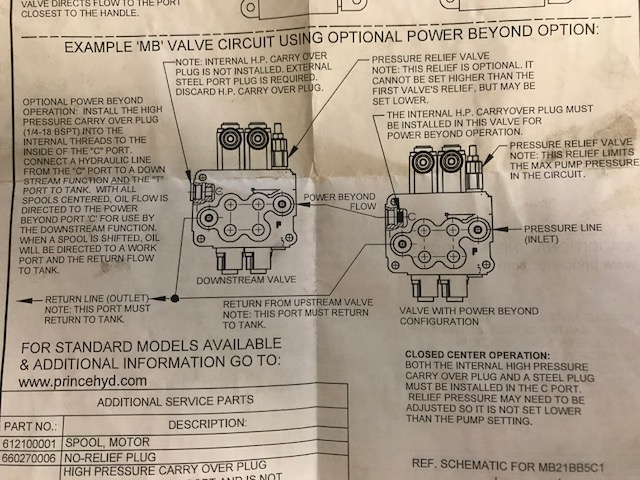 VALVE DIRECTS FLOW TO THE PORT
CLOSEST TO THE HANDLE.
EXAMPLE 'MB' VALVE CIRCUIT USING OPTIONAL POWER BEYOND OPTION:
NOTE: INTERNAL H.P. CARRY OVER
PLUG IS NOT INSTALLED. EXTERNAL
STEEL PORT PLUG IS REQUIRED.
DISCARD H.P. CARRY OVER PLUG.
PRESSURE RELIEF VALVE
NOTE: THIS RELIEF IS OPTIONAL. IT
CANNOT BE SET HIGHER THAN THE
FIRST VALVE'S RELIEF, BUT MAY BE
SET LOWER.
OPTIONAL POWER BEYOND
OPERATION: INSTALL THE HIGH
PRESSURE CARRY OVER PLUG
(1/4-18 BSPT)INTO THE
INTERNAL THREADS TO THE
INSIDE OF THE "C" PORT.
CONNECT A HYDRAULIC LINE
FROM THE "C" PORT TO A DOWN
STREAM FUNCTION AND THE "T"
PORT TO TANK. WITH ALL
SPOOLS CENTERED, OIL FLOW IS
DIRECTED TO THE POWER
BEYOND PORT 'C' FOR USE BY
THE DOWNSTREAM FUNCTION.
WHEN A SPOOL IS SHIFTED, OIL
WILL BE DIRECTED TO A WORK
PORT AND THE RETURN FLOW
TO TANK.
THE INTERNAL H.P. CARRYOVER PLUG MUST
BE INSTALLED IN THIS VALVE FOR
POWER BEYOND OPERATION.
PRESSURE RELIEF VALVE
NOTE: THIS RELIEF LIMITS
THE MAX PUMP PRESSURE
IN THE CIRCUIT.
C
P
POWER BEYOND
FLOW
C
P
PRESSURE LINE
(INLET)
DOWNSTREAM VALVE
RETURN LINE (OUTLET)
NOTE: THIS PORT MUST
RETURN TO TANK.
RETURN FROM UPSTREAM VALVE
NOTE: THIS PORT MUST RETURN
TO TANK.
VALVE WITH POWER BEYOND
CONFIGURATION
FOR STANDARD MODELS AVAILABLE
& ADDITIONAL INFORMATION GO TO:
www.princehyd.com
CLOSED CENTER OPERATION:
BOTH THE INTERNAL HIGH PRESSURE
CARRY OVER PLUG AND A STEEL PLUG
MUST BE INSTALLED IN THE C PORT.
RELIEF PRESSURE MAY NEED TO BE
ADJUSTED SO IT IS NOT SET LOWER
THAN THE PUMP SETTING.
ADDITIONAL SERVICE PARTS
PART NO.: DESCRIPTION:
612100001 SPOOL, MOTOR
660270006 NO-RELIEF PLUG
HIGH PRESSURE CARRY OVER PLUG
PORT AND IS NOT
REF. SCHEMATIC FOR MB21BB5C1